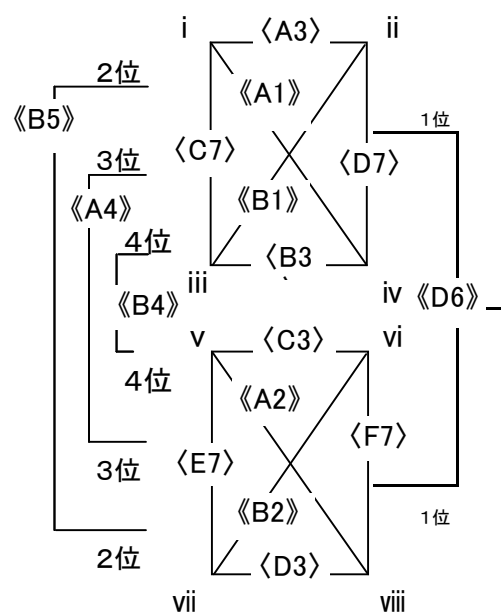 i 〈A3〉 ii
2位
《A1》
《B5》
1位
3位 〈C7〉 〈D7〉
《A4》 《B1》
4位 〈B3
iii iv 《D6》
《B4》
v 〈C3〉 vi
4位 《A2》
〈F7〉
3位 〈E7〉
《B2》 1位
2位 〈D3〉
vii viii